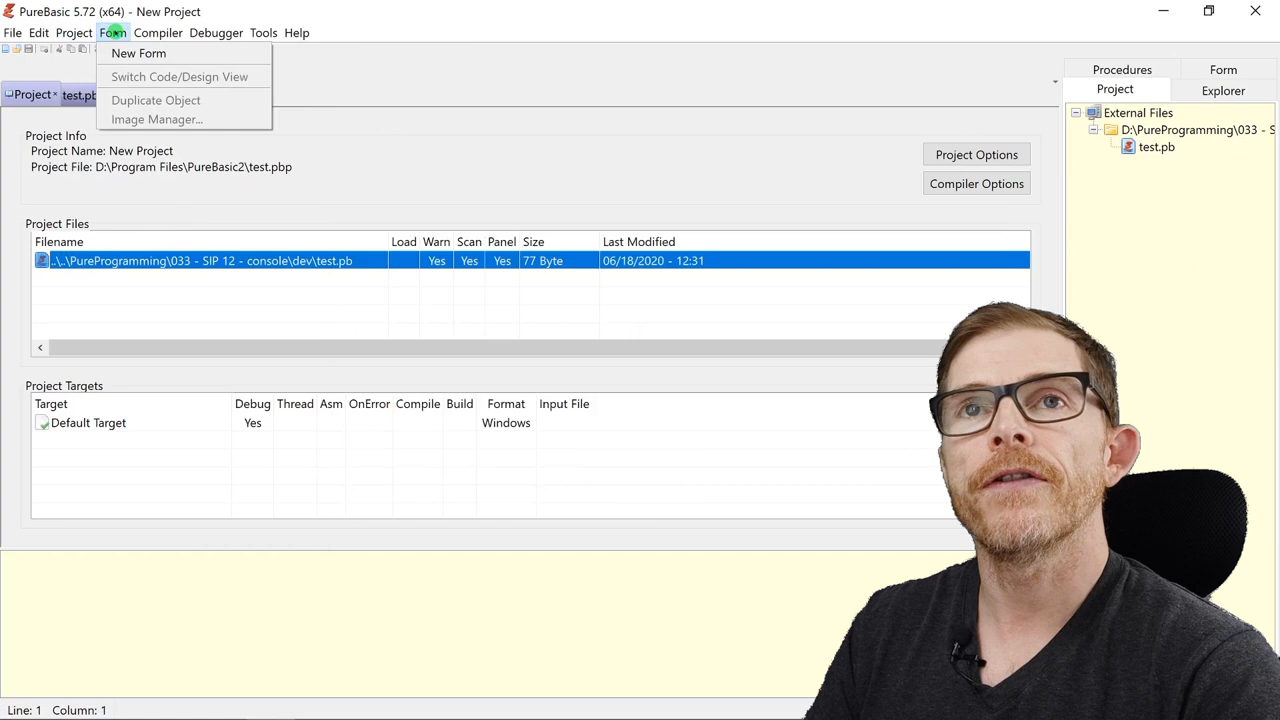 PureBasic 5.72 (x64) - New Project
File Edit Project Form Compiler Debugger Tools Help
New Form
Switch Code/Design View
Duplicate Object
Image Manager...
Project test.pb
Procedures Form
Project Explorer
External Files
D:\PureProgramming\033 - S
test.pb
Project Info
Project Name: New Project
Project File: D:\Program Files\PureBasic2\test.pbp
Project Options
Compiler Options
Project Files
Filename Load Warn Scan Panel Size Last Modified
..\..\PureProgramming\033 - SIP 12 - console\dev\test.pb Yes Yes Yes 77 Byte 06/18/2020 - 12:31
Project Targets
Target Debug Thread Asm OnError Compile Build Format Input File
Default Target Yes Windows
Line: 1 Column: 1